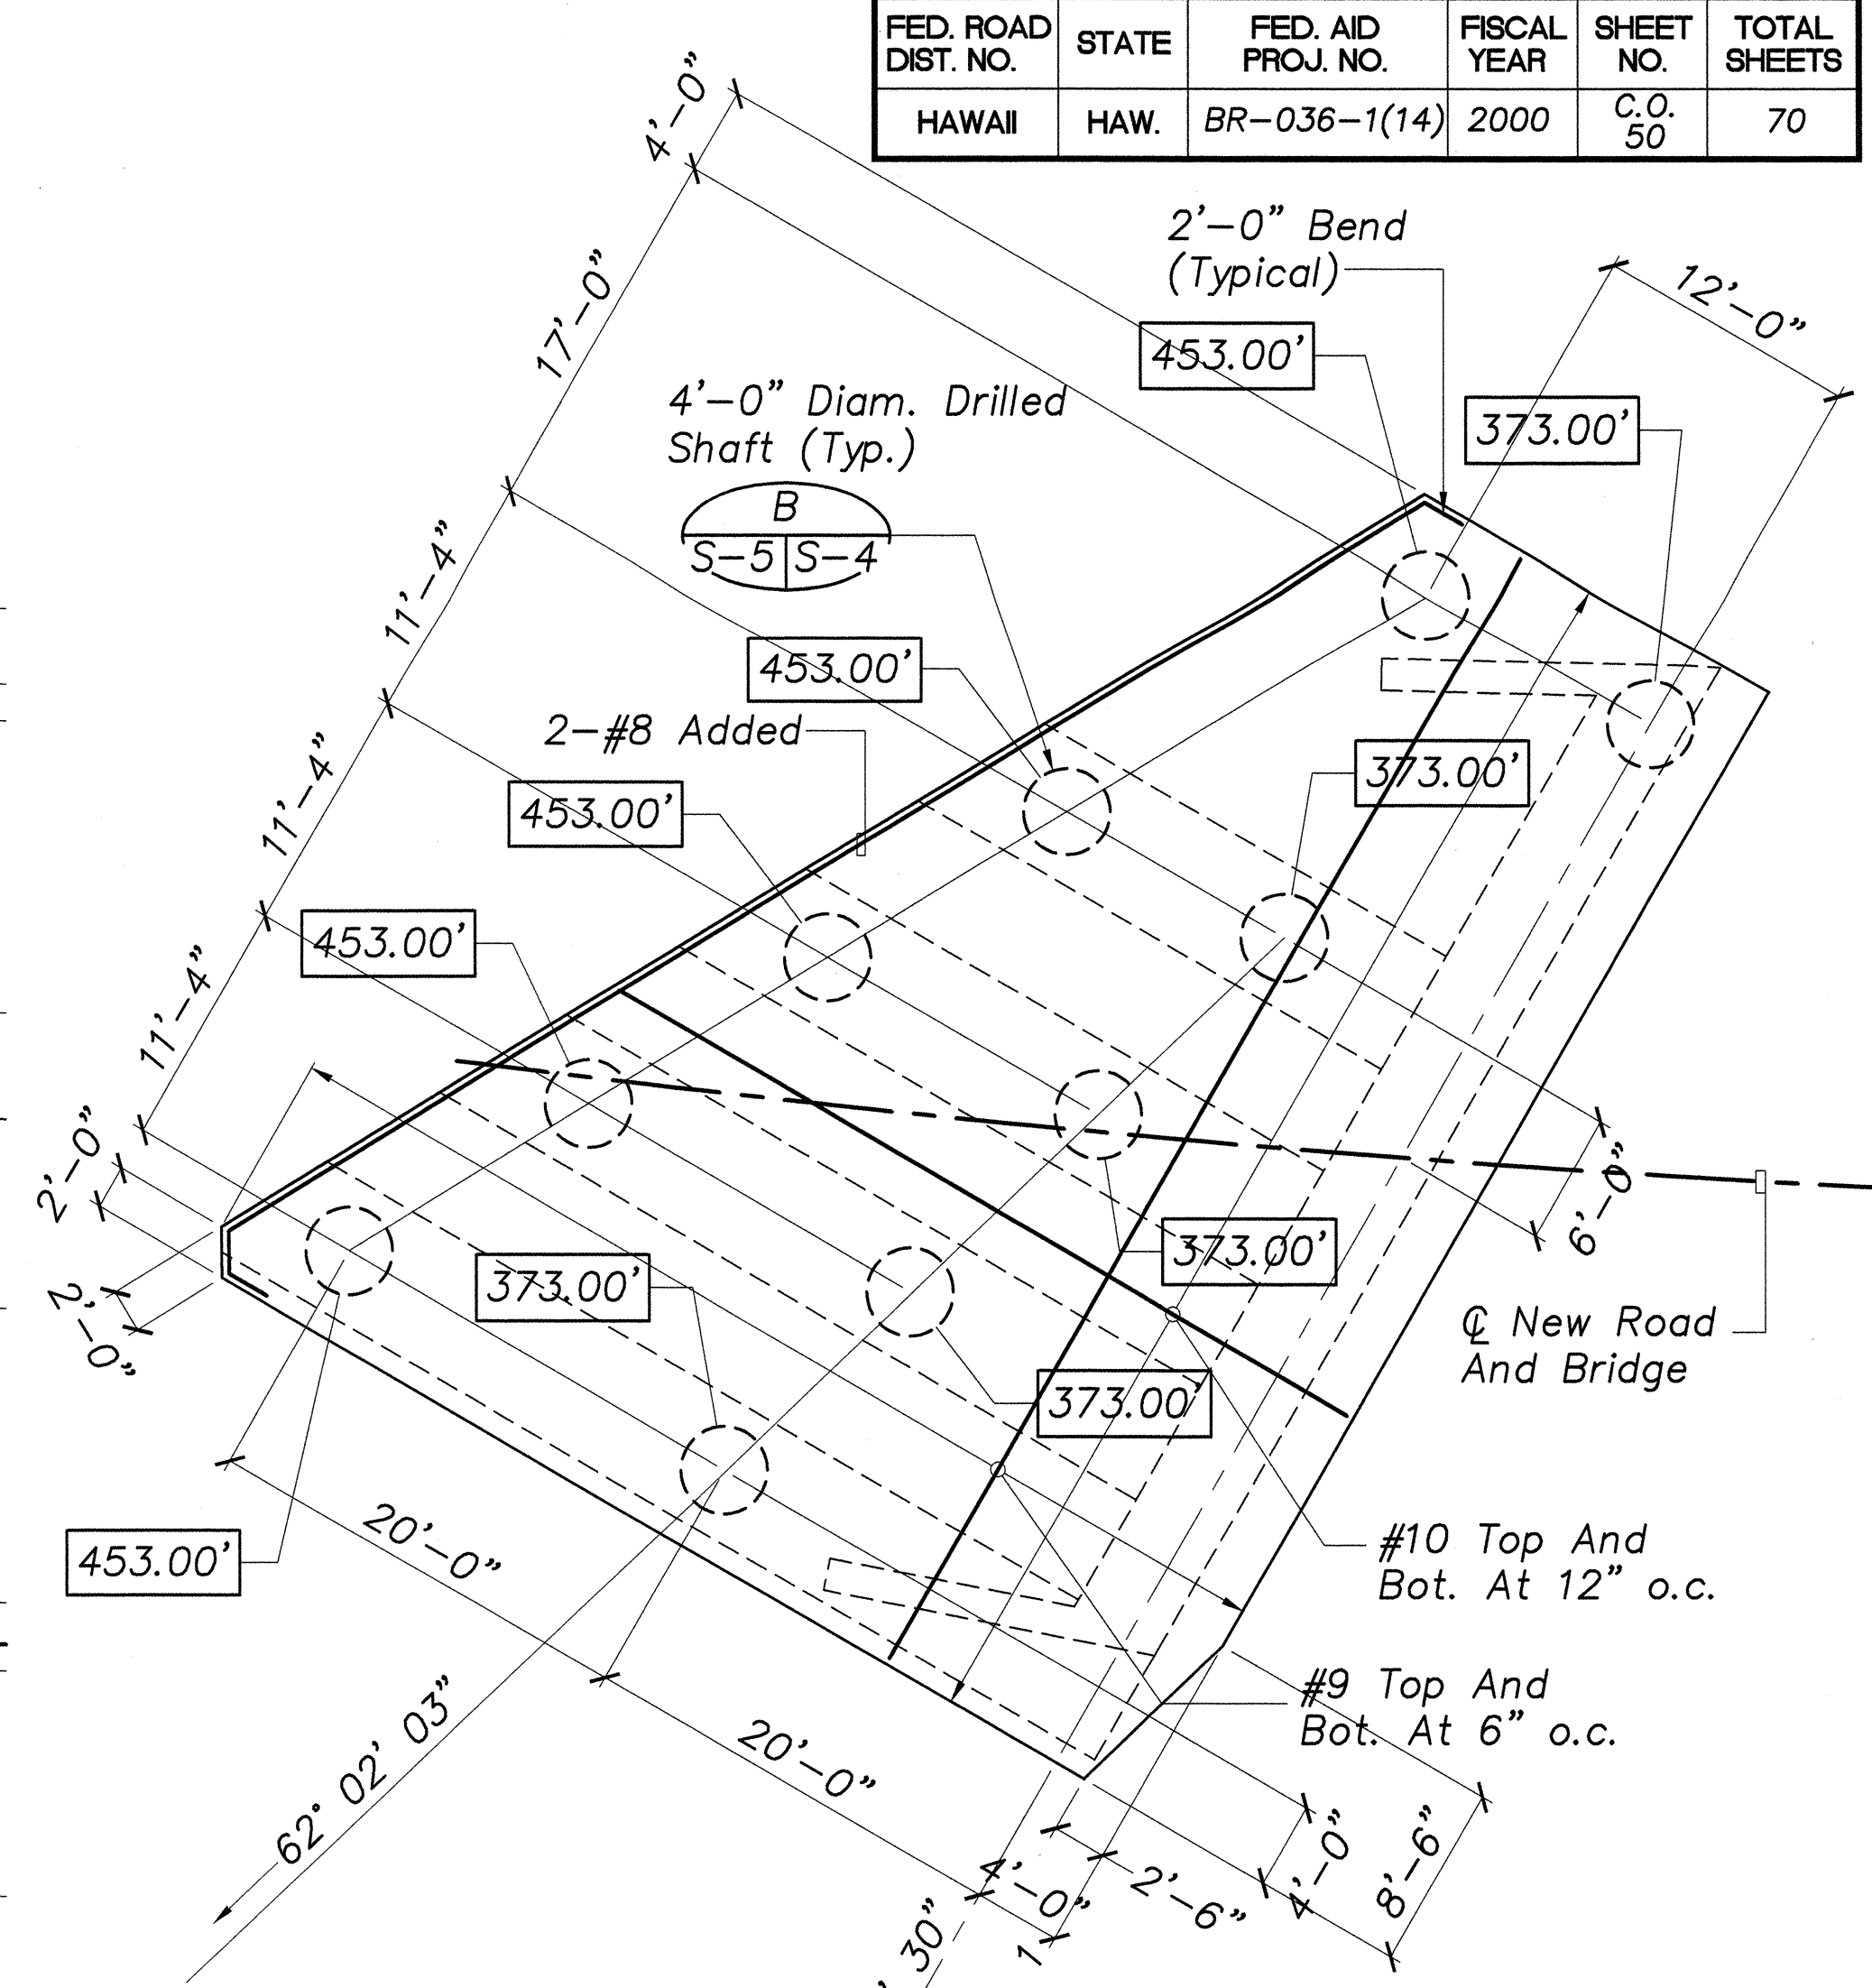 FED. ROAD DIST. NO.
STATE
FED. AID PROJ. NO.
FISCAL YEAR
SHEET NO.
TOTAL SHEETS
HAWAII
HAW.
BR-036-1(14)
2000
C.O. 50
70
4'-0"
17'-0"
11'-4"
11'-4"
11'-4"
2'-0"
2'-0"
2'-0" Bend
(Typical)
12'-0"
453.00'
373.00'
4'-0" Diam. Drilled
Shaft (Typ.)
B
S-5 S-4
453.00'
2-#8 Added
373.00'
453.00'
453.00'
6'-0"
373.00'
373.00'
℄ New Road
And Bridge
373.00'
453.00'
20'-0"
20'-0"
#10 Top And
Bot. At 12" o.c.
#9 Top And
Bot. At 6" o.c.
62° 02' 03"
4'-0"
2'-6"
4'-0"
8'-6"
' 30"
1